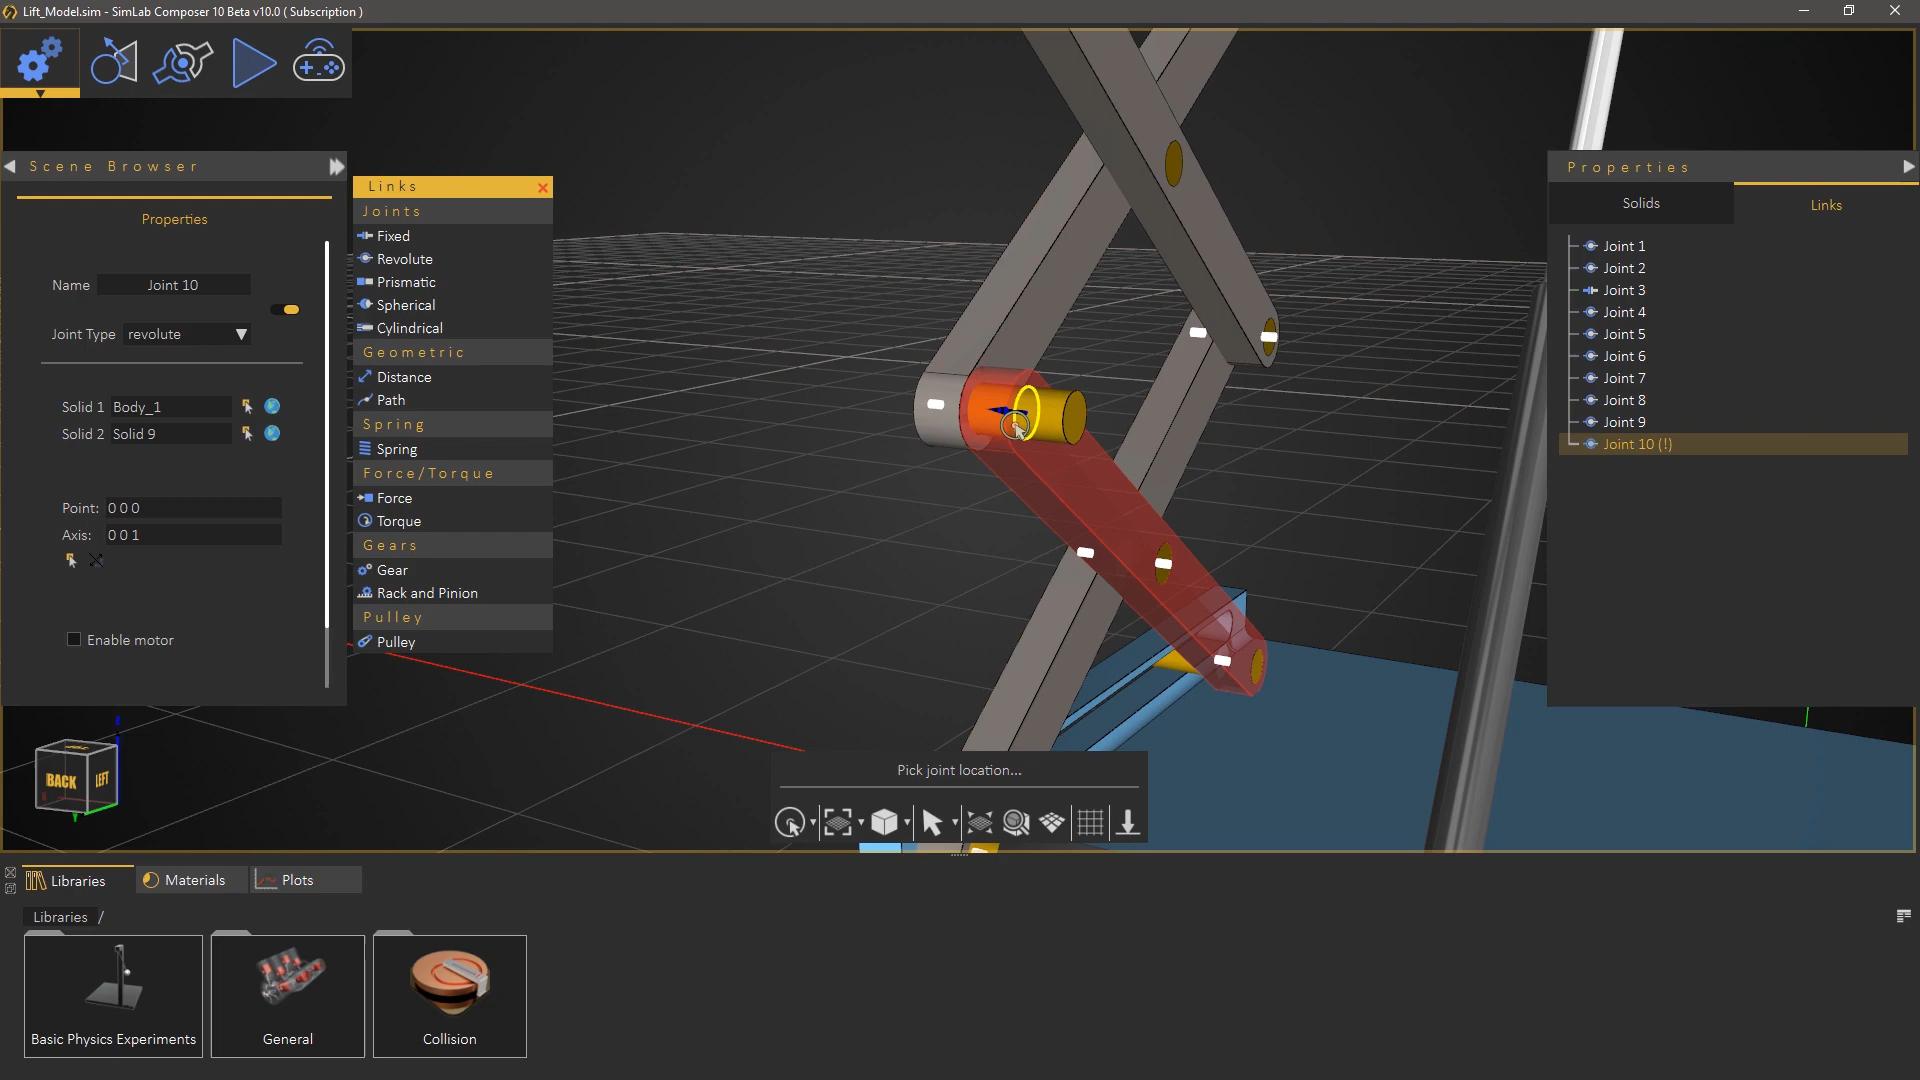 Lift_Model.sim - SimLab Composer 10 Beta v10.0 ( Subscription )
Scene Browser
Properties
Name Joint 10
Joint Type revolute
Solid 1 Body_1
Solid 2 Solid 9
Point: 0 0 0
Axis: 0 0 1
Enable motor
Links
Joints
Fixed
Revolute
Prismatic
Spherical
Cylindrical
Geometric
Distance
Path
Spring
Spring
Force/Torque
Force
Torque
Gears
Gear
Rack and Pinion
Pulley
Pulley
Properties
Solids
Links
Joint 1
Joint 2
Joint 3
Joint 4
Joint 5
Joint 6
Joint 7
Joint 8
Joint 9
Joint 10 (!)
BACK
LEFT
Pick joint location...
Libraries
Materials
Plots
Libraries /
Basic Physics Experiments
General
Collision